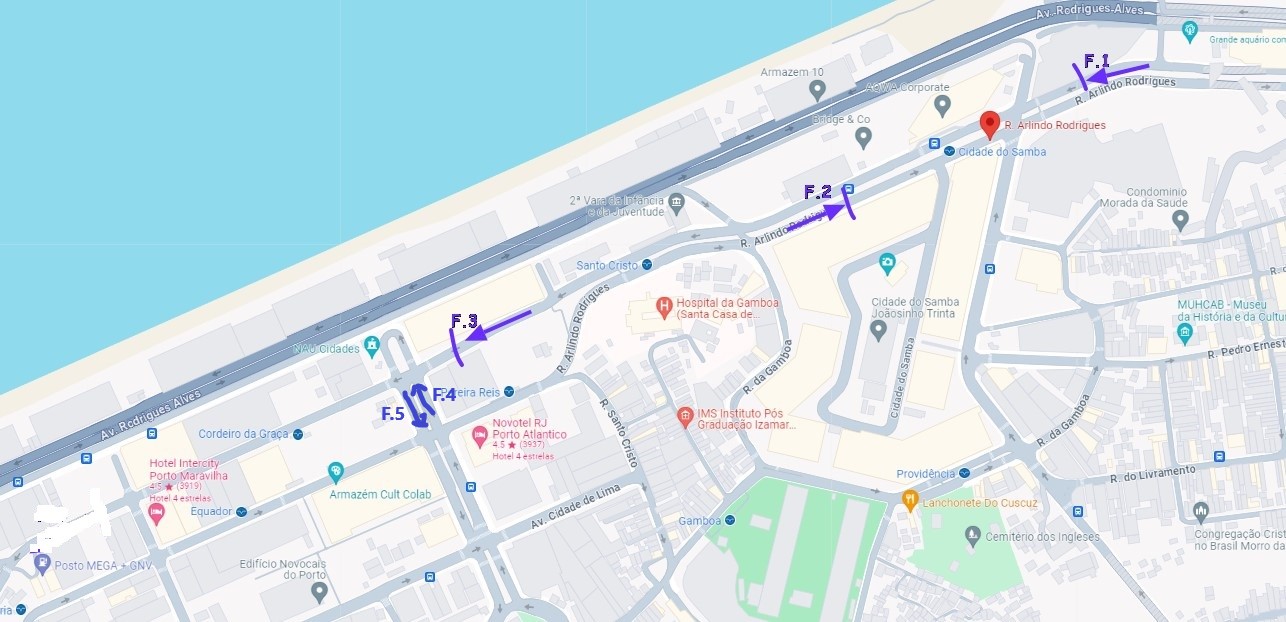 Av. Rodrigues Alves
Grande aquário com
F.1
R. Arlindo Rodrigues
Armazem 10
AQWA Corporate
Bridge & Co
R. Arlindo Rodrigues
Cidade do Samba
F.2
2ª Vara da Infância
e da Juventude
Condominio
Morada da Saude
R. Arlindo Rodrigu
Santo Cristo
Hospital da Gamboa
(Santa Casa de...
Cidade do Samba
Joãosinho Trinta
MUHCAB - Museu
da História e da Cultur
F.3
NAU Cidades
R. Arlindo Rodrigues
R. Pedro Ernest
F.4
F.5
Pereira Reis
R. da Gamboa
Cidade do Samba
Av. Rodrigues Alves
Cordeiro da Graça
Novotel RJ
Porto Atlantico
4,5 ★ (3937)
Hotel 4 estrelas
R. Santo Cristo
IMS Instituto Pós
Graduação Izamar...
R. da Gamboa
Hotel Intercity
Porto Maravilha
4,5 ★ (3919)
Hotel 4 estrelas
Armazém Cult Colab
Equador
Av. Cidade de Lima
Providência
R. do Livramento
Lanchonete Do Cuscuz
Gamboa
Cemitério dos Ingleses
Congregação Crist
no Brasil Morro da
Posto MEGA + GNV
Edifício Novocais
do Porto
ria